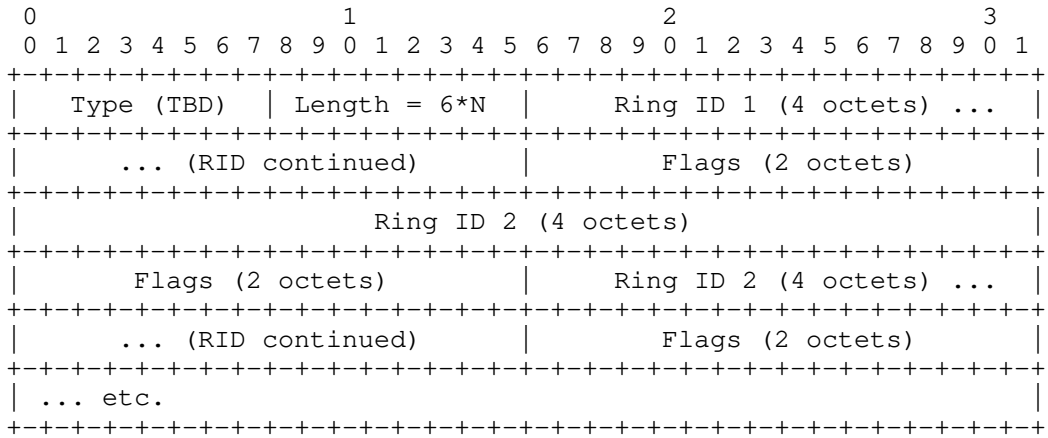 0                   1                   2                   3
 0 1 2 3 4 5 6 7 8 9 0 1 2 3 4 5 6 7 8 9 0 1 2 3 4 5 6 7 8 9 0 1
+-+-+-+-+-+-+-+-+-+-+-+-+-+-+-+-+-+-+-+-+-+-+-+-+-+-+-+-+-+-+-+-+
|   Type (TBD)  | Length = 6*N  |     Ring ID 1 (4 octets) ...  |
+-+-+-+-+-+-+-+-+-+-+-+-+-+-+-+-+-+-+-+-+-+-+-+-+-+-+-+-+-+-+-+-+
|      ... (RID continued)      |        Flags (2 octets)       |
+-+-+-+-+-+-+-+-+-+-+-+-+-+-+-+-+-+-+-+-+-+-+-+-+-+-+-+-+-+-+-+-+
|                     Ring ID 2 (4 octets)                      |
+-+-+-+-+-+-+-+-+-+-+-+-+-+-+-+-+-+-+-+-+-+-+-+-+-+-+-+-+-+-+-+-+
|       Flags (2 octets)        |     Ring ID 2 (4 octets) ...  |
+-+-+-+-+-+-+-+-+-+-+-+-+-+-+-+-+-+-+-+-+-+-+-+-+-+-+-+-+-+-+-+-+
|      ... (RID continued)      |        Flags (2 octets)       |
+-+-+-+-+-+-+-+-+-+-+-+-+-+-+-+-+-+-+-+-+-+-+-+-+-+-+-+-+-+-+-+-+
| ... etc.                                                      |
+-+-+-+-+-+-+-+-+-+-+-+-+-+-+-+-+-+-+-+-+-+-+-+-+-+-+-+-+-+-+-+-+